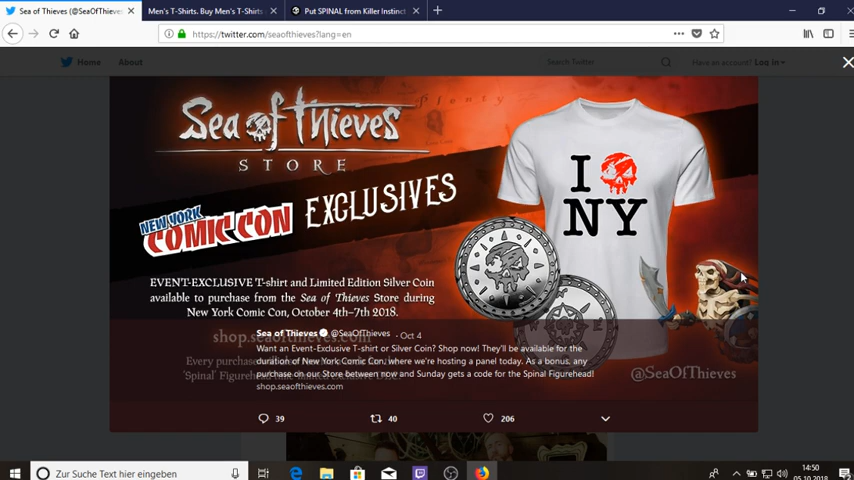 Sea of Thieves (@SeaOfThieves
Men's T-Shirts. Buy Men's T-Shirts
Put SPINAL from Killer Instinct
https://twitter.com/seaofthieves?lang=en
Home
About
Search Twitter
Have an account? Log in
Sea of Thieves
STORE
NEW YORK
COMIC CON
EXCLUSIVES
I
NY
EVENT-EXCLUSIVE T-shirt and Limited Edition Silver Coin
available to purchase from the Sea of Thieves Store during
New York Comic Con, October 4th-7th 2018.
shop.seaofthieves.com
Sea of Thieves @SeaOfThieves · Oct 4
Want an Event-Exclusive T-shirt or Silver Coin? Shop now! They'll be available for the
duration of New York Comic Con, where we're hosting a panel today. As a bonus, any
purchase on our Store between now and Sunday gets a code for the Spinal Figurehead!
shop.seaofthieves.com
Every purchase
'Spinal' Figurehead
@SeaOfThieves
39
40
206
Zur Suche Text hier eingeben
14:50
05.10.2018